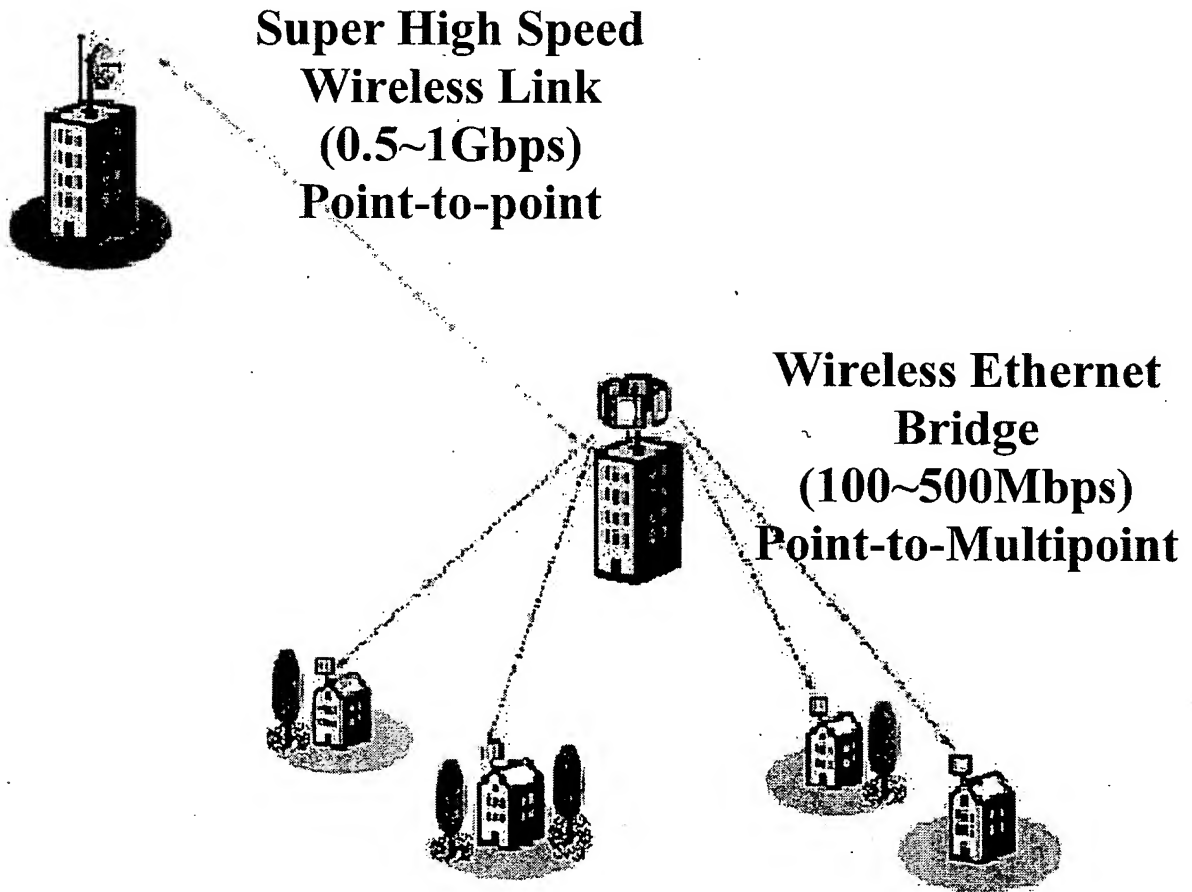 Super High Speed
Wireless Link
(0.5~1Gbps)
Point-to-point
Wireless Ethernet
Bridge
(100~500Mbps)
Point-to-Multipoint